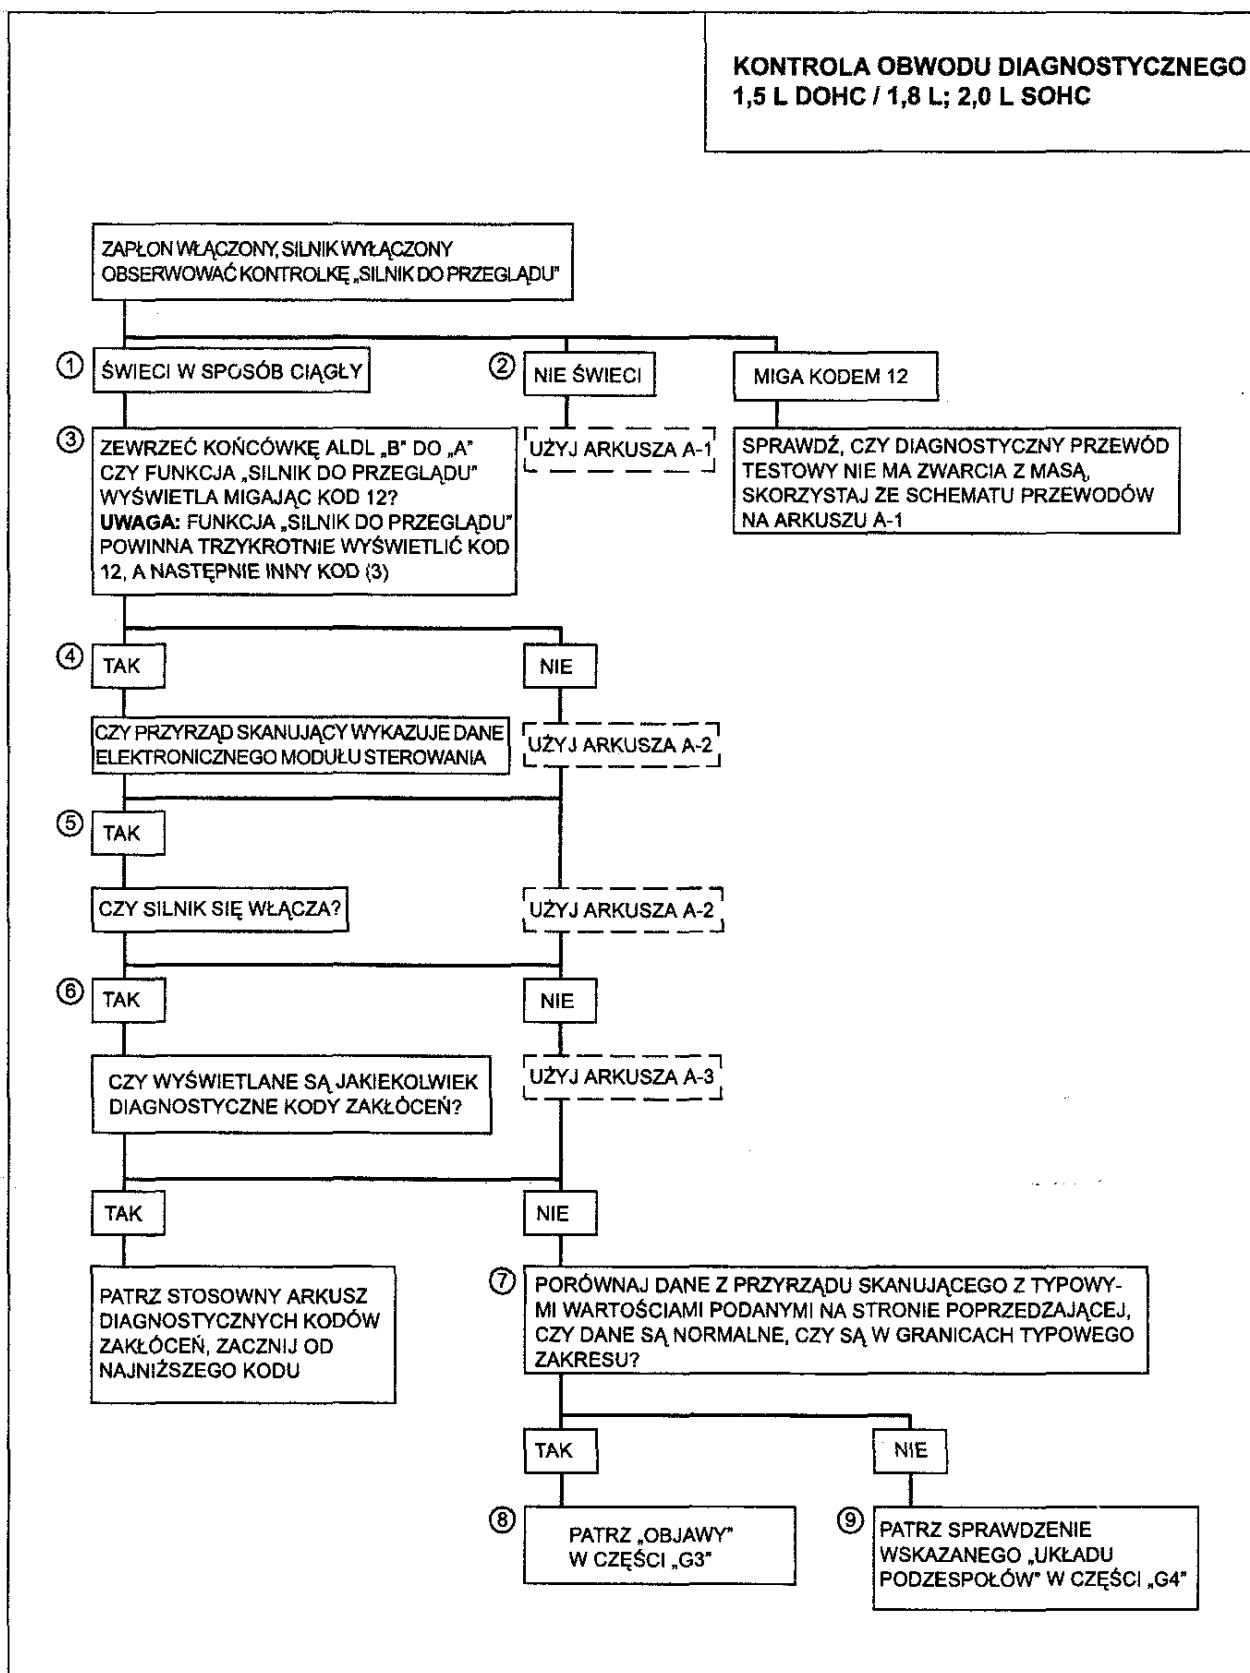 KONTROLA OBWODU DIAGNOSTYCZNEGO
1,5 L DOHC / 1,8 L; 2,0 L SOHC
ZAPŁON WŁĄCZONY, SILNIK WYŁĄCZONY
OBSERWOWAĆ KONTROLKĘ „SILNIK DO PRZEGLĄDU”
1 ŚWIECI W SPOSÓB CIĄGŁY
2 NIE ŚWIECI
MIGA KODEM 12
3 ZEWRZEĆ KOŃCÓWKĘ ALDL „B” DO „A”
CZY FUNKCJA „SILNIK DO PRZEGLĄDU”
WYŚWIETLA MIGAJĄC KOD 12?
UWAGA: FUNKCJA „SILNIK DO PRZEGLĄDU”
POWINNA TRZYKROTNIE WYŚWIETLIĆ KOD
12, A NASTĘPNIE INNY KOD (3)
UŻYJ ARKUSZA A-1
SPRAWDŹ, CZY DIAGNOSTYCZNY PRZEWÓD
TESTOWY NIE MA ZWARCIA Z MASĄ,
SKORZYSTAJ ZE SCHEMATU PRZEWODÓW
NA ARKUSZU A-1
4 TAK
NIE
CZY PRZYRZĄD SKANUJĄCY WYKAZUJE DANE
ELEKTRONICZNEGO MODUŁU STEROWANIA
UŻYJ ARKUSZA A-2
5 TAK
CZY SILNIK SIĘ WŁĄCZA?
UŻYJ ARKUSZA A-2
6 TAK
NIE
CZY WYŚWIETLANE SĄ JAKIEKOLWIEK
DIAGNOSTYCZNE KODY ZAKŁÓCEŃ?
UŻYJ ARKUSZA A-3
TAK
NIE
PATRZ STOSOWNY ARKUSZ
DIAGNOSTYCZNYCH KODÓW
ZAKŁÓCEŃ, ZACZNIJ OD
NAJNIŻSZEGO KODU
7 PORÓWNAJ DANE Z PRZYRZĄDU SKANUJĄCEGO Z TYPOWY-
MI WARTOŚCIAMI PODANYMI NA STRONIE POPRZEDZAJĄCEJ,
CZY DANE SĄ NORMALNE, CZY SĄ W GRANICACH TYPOWEGO
ZAKRESU?
TAK
NIE
8 PATRZ „OBJAWY”
W CZĘŚCI „G3”
9 PATRZ SPRAWDZENIE
WSKAZANEGO „UKŁADU
PODZESPOŁÓW” W CZĘŚCI „G4”